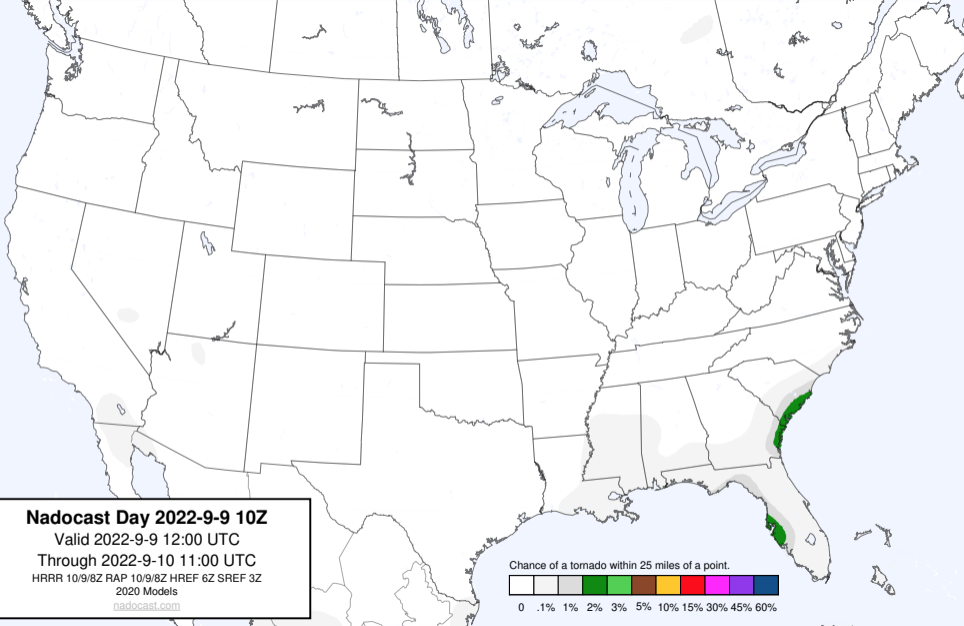 Nadocast Day 2022-9-9 10Z
Valid 2022-9-9 12:00 UTC
Through 2022-9-10 11:00 UTC
HRRR 10/9/8Z RAP 10/9/8Z HREF 6Z SREF 3Z
2020 Models
nadocast.com
Chance of a tornado within 25 miles of a point.
0 .1% 1% 2% 3% 5% 10% 15% 30% 45% 60%